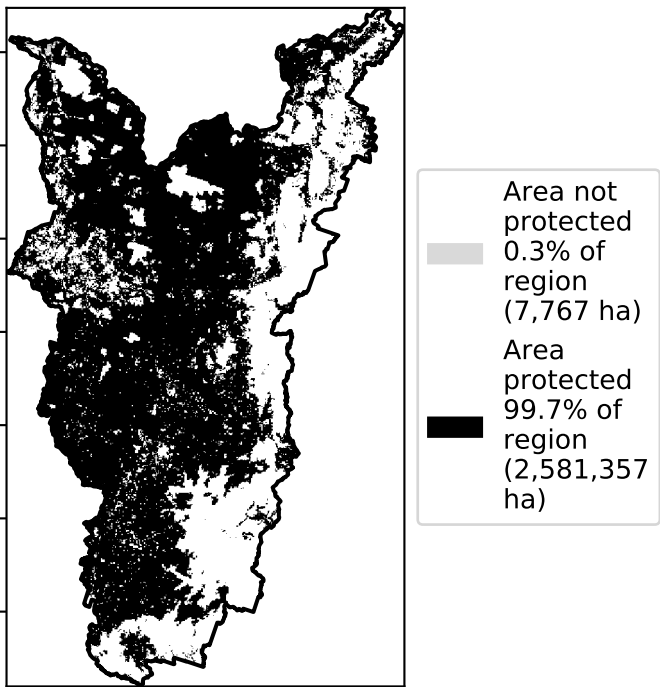 Area not
protected
0.3% of
region
(7,767 ha)
Area
protected
99.7% of
region
(2,581,357
ha)